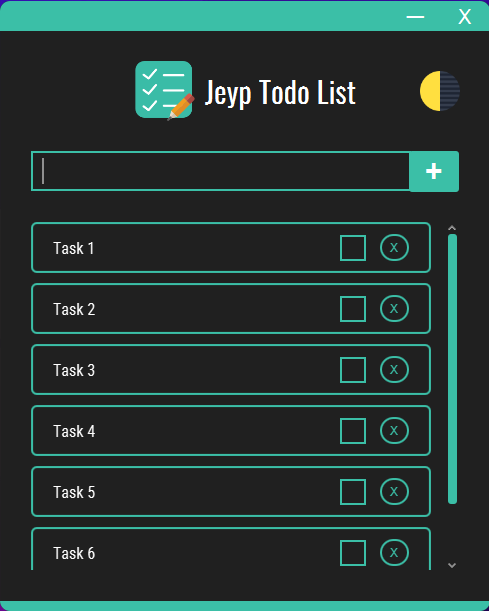 X
Jeyp Todo List
+
Task 1 X
Task 2 X
Task 3 X
Task 4 X
Task 5 X
Task 6 X